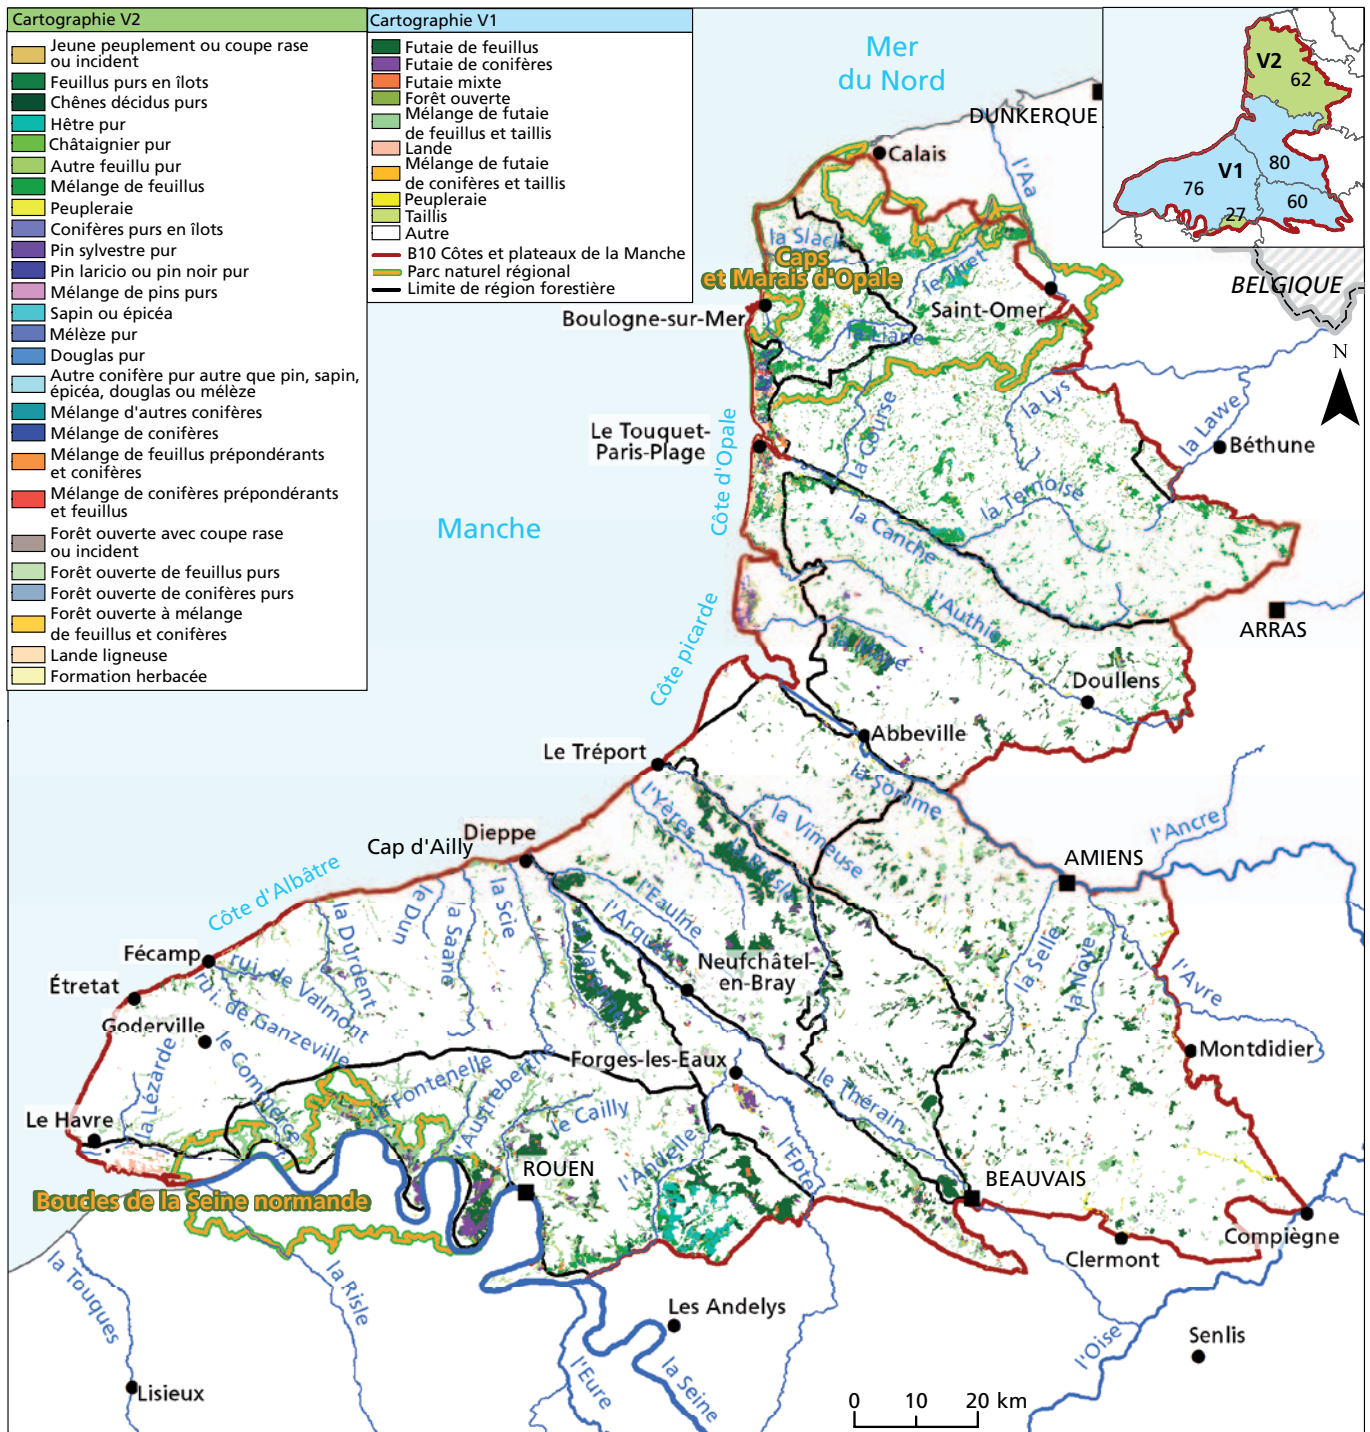 Cartographie V2
Jeune peuplement ou coupe rase
ou incident
Feuillus purs en îlots
Chênes décidus purs
Hêtre pur
Châtaignier pur
Autre feuillu pur
Mélange de feuillus
Peupleraie
Conifères purs en îlots
Pin sylvestre pur
Pin laricio ou pin noir pur
Mélange de pins purs
Sapin ou épicéa
Mélèze pur
Douglas pur
Autre conifère pur autre que pin, sapin,
épicéa, douglas ou mélèze
Mélange d'autres conifères
Mélange de conifères
Mélange de feuillus prépondérants
et conifères
Mélange de conifères prépondérants
et feuillus
Forêt ouverte avec coupe rase
ou incident
Forêt ouverte de feuillus purs
Forêt ouverte de conifères purs
Forêt ouverte à mélange
de feuillus et conifères
Lande ligneuse
Formation herbacée
Cartographie V1
Futaie de feuillus
Futaie de conifères
Futaie mixte
Forêt ouverte
Mélange de futaie
de feuillus et taillis
Lande
Mélange de futaie
de conifères et taillis
Peupleraie
Taillis
Autre
B10 Côtes et plateaux de la Manche
Parc naturel régional
Limite de région forestière
V2
62
V1
80
76
60
27
Mer
du Nord
DUNKERQUE
Calais
l'Aa
la Slack
Caps
et Marais d'Opale
le Tiret
BELGIQUE
Boulogne-sur-Mer
Saint-Omer
la Liane
N
la Lys
la Lawe
la Course
Côte d'Opale
Le Touquet-
Paris-Plage
Béthune
la Ternoise
la Canche
Manche
l'Authie
ARRAS
Côte picarde
la Maye
Doullens
Abbeville
Le Tréport
la Somme
l'Yères
la Vimeuse
la Bresle
l'Ancre
AMIENS
Dieppe
Cap d'Ailly
Côte d'Albâtre
le Dun
la Saâne
la Scie
la Durdent
l'Eaulne
l'Arques
la Varenne
Neufchâtel-
en-Bray
la Selle
la Noye
l'Avre
Fécamp
rui. de Valmont
rui. de Ganzeville
Étretat
Goderville
le Commerce
la Lézarde
Fontenelle
l'Austreberthe
le Cailly
Forges-les-Eaux
le Thérain
Montdidier
Le Havre
ROUEN
l'Andelle
l'Epte
BEAUVAIS
Boucles de la Seine normande
Clermont
Compiègne
la Touques
la Risle
Les Andelys
l'Oise
Senlis
l'Eure
la Seine
Lisieux
0 10 20 km